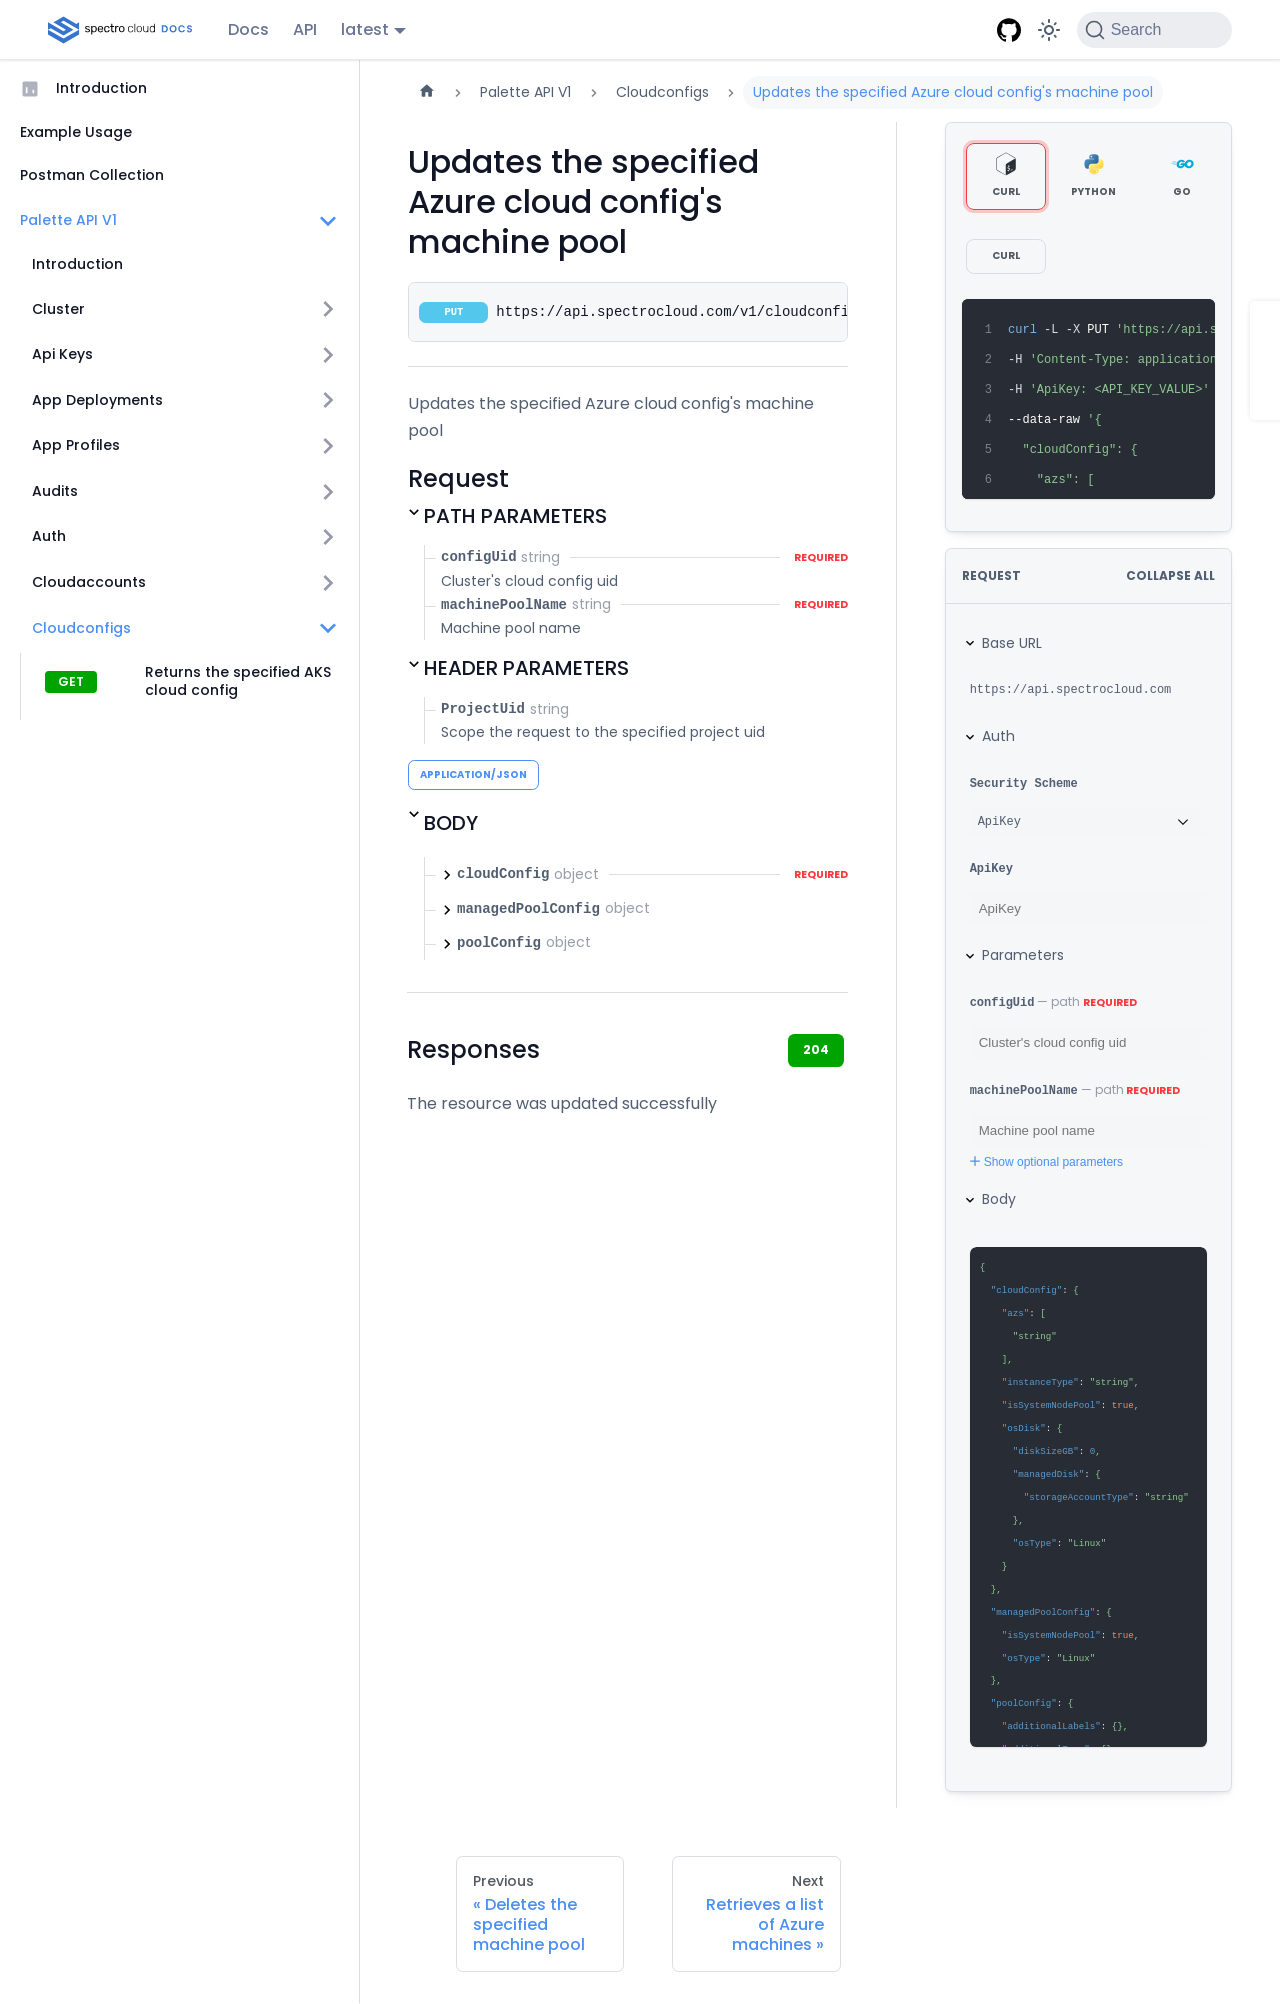 spectro cloud DOCS
Docs
API
latest
Search
Introduction
Example Usage
Postman Collection
Palette API V1
Introduction
Cluster
Api Keys
App Deployments
App Profiles
Audits
Auth
Cloudaccounts
Cloudconfigs
GET
Returns the specified AKS
cloud config
Palette API V1
Cloudconfigs
Updates the specified Azure cloud config's machine pool
Updates the specified
Azure cloud config's
machine pool
PUT
https://api.spectrocloud.com/v1/cloudconfi
Updates the specified Azure cloud config's machine
pool
Request
PATH PARAMETERS
configUid string REQUIRED
Cluster's cloud config uid
machinePoolName string REQUIRED
Machine pool name
HEADER PARAMETERS
ProjectUid string
Scope the request to the specified project uid
APPLICATION/JSON
BODY
cloudConfig object REQUIRED
managedPoolConfig object
poolConfig object
Responses
204
The resource was updated successfully
CURL
PYTHON
GO
CURL
1 curl -L -X PUT 'https://api.s
2 -H 'Content-Type: application
3 -H 'ApiKey: <API_KEY_VALUE>'
4 --data-raw '{
5 "cloudConfig": {
6 "azs": [
REQUEST
COLLAPSE ALL
Base URL
https://api.spectrocloud.com
Auth
Security Scheme
ApiKey
ApiKey
ApiKey
Parameters
configUid — path REQUIRED
Cluster's cloud config uid
machinePoolName — path REQUIRED
Machine pool name
Show optional parameters
Body
{
"cloudConfig": {
"azs": [
"string"
],
"instanceType": "string",
"isSystemNodePool": true,
"osDisk": {
"diskSizeGB": 0,
"managedDisk": {
"storageAccountType": "string"
},
"osType": "Linux"
}
},
"managedPoolConfig": {
"isSystemNodePool": true,
"osType": "Linux"
},
"poolConfig": {
"additionalLabels": {},
Previous
« Deletes the
specified
machine pool
Next
Retrieves a list
of Azure
machines »